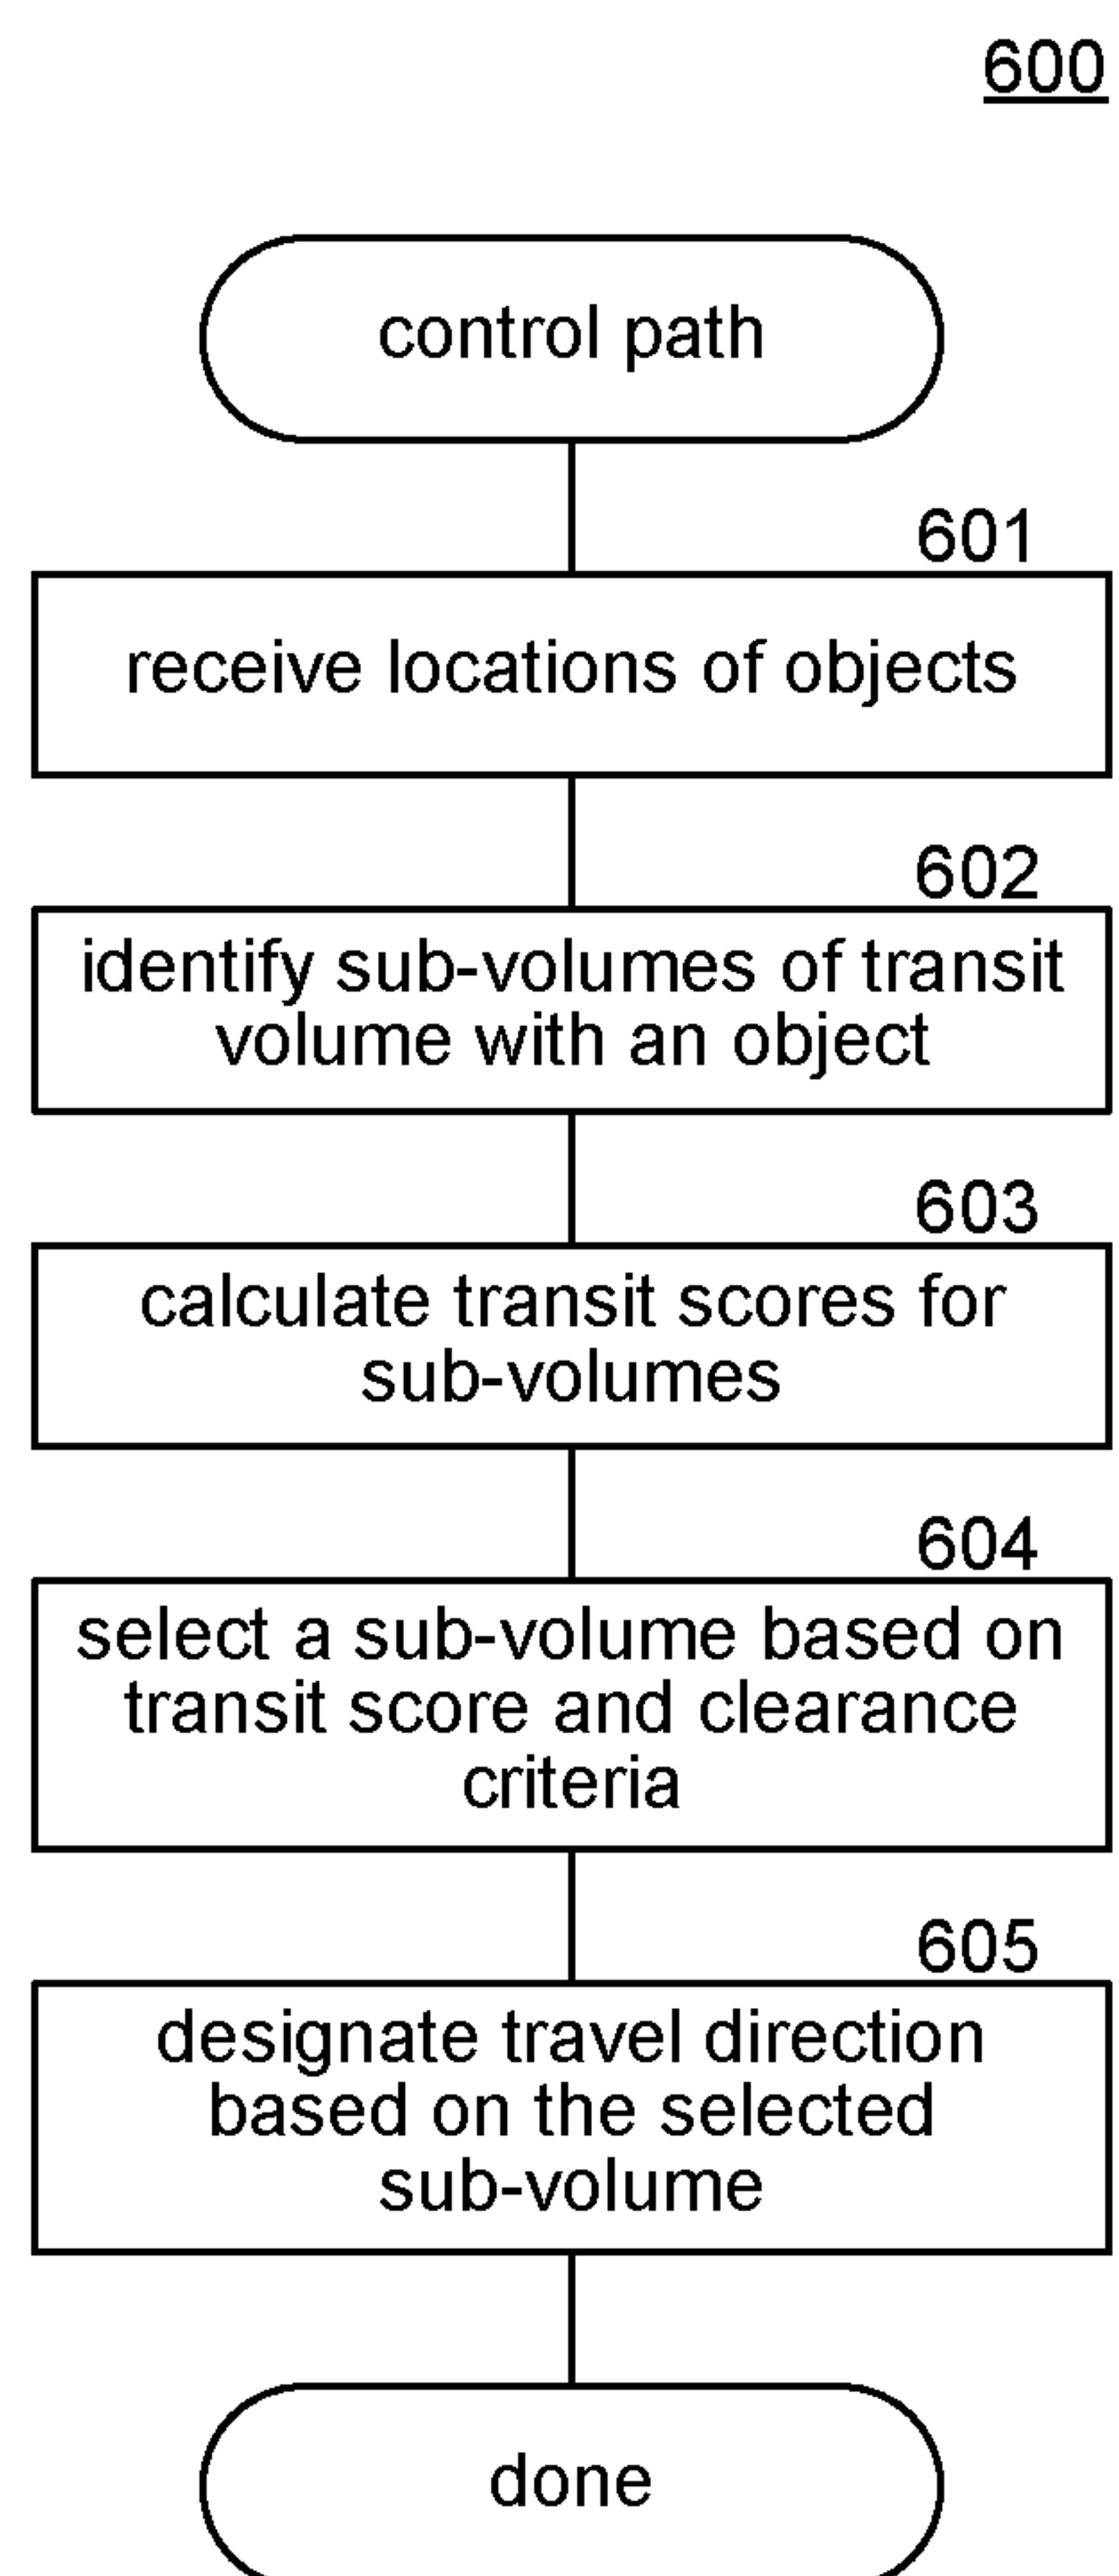 600
control path
601
receive locations of objects
602
identify sub-volumes of transit
volume with an object
603
calculate transit scores for
sub-volumes
604
select a sub-volume based on
transit score and clearance
criteria
605
designate travel direction
based on the selected
sub-volume
done